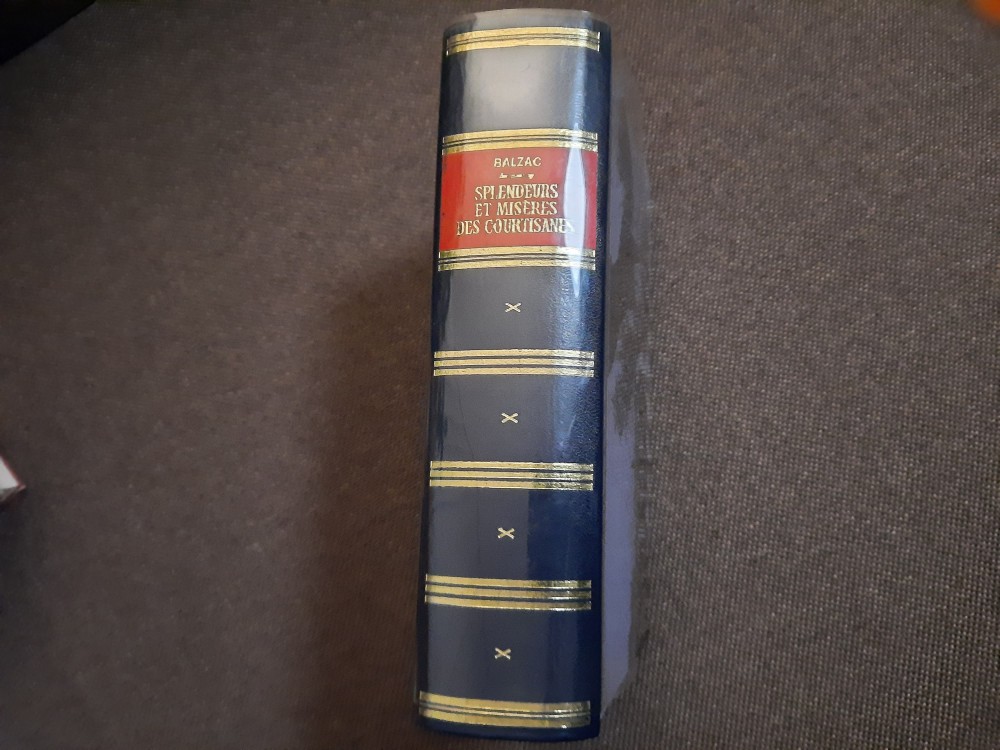 BALZAC
SPLENDEURS
ET MISÈRES
DES COURTISANES